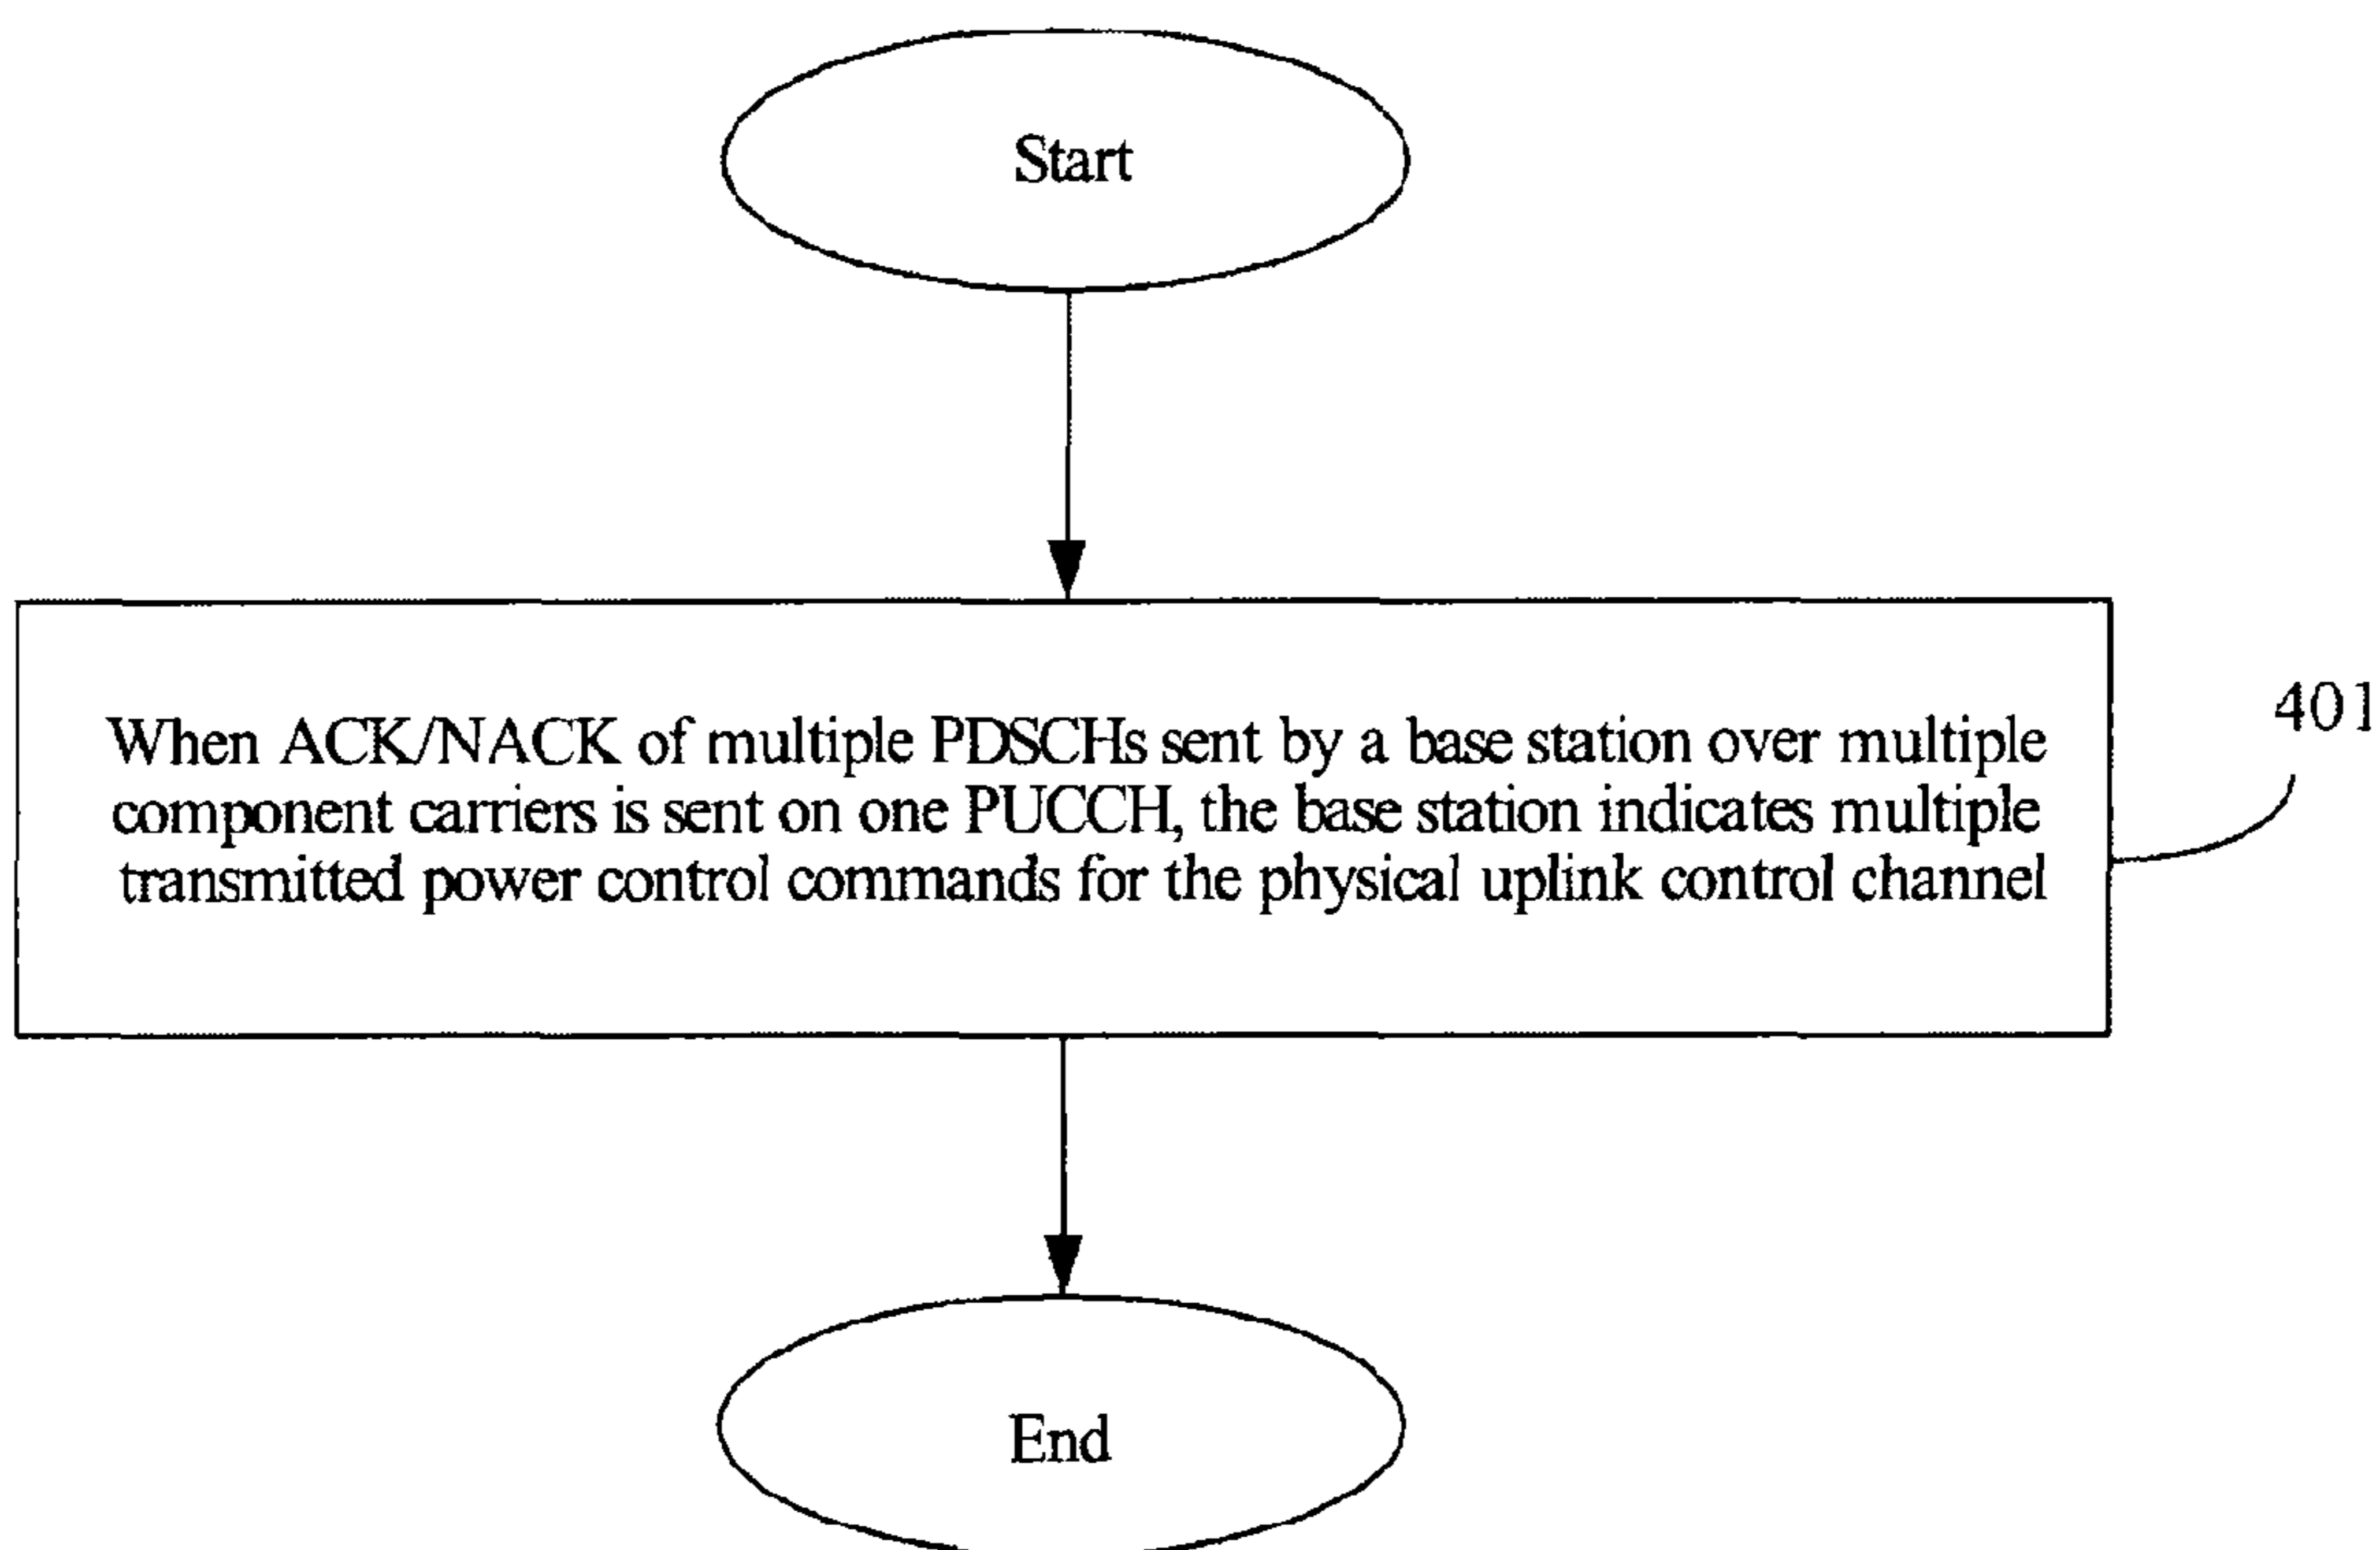 Start
When ACK/NACK of multiple PDSCHs sent by a base station over multiple
component carriers is sent on one PUCCH, the base station indicates multiple
transmitted power control commands for the physical uplink control channel
401
End